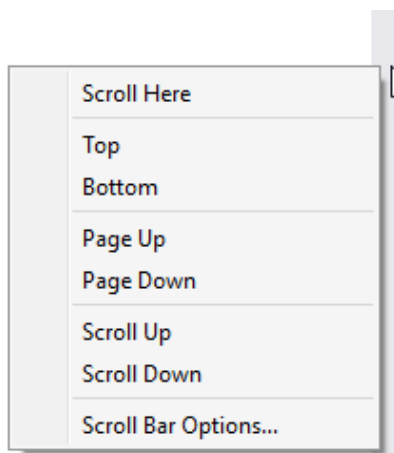 Scroll Here
Top
Bottom
Page Up
Page Down
Scroll Up
Scroll Down
Scroll Bar Options...